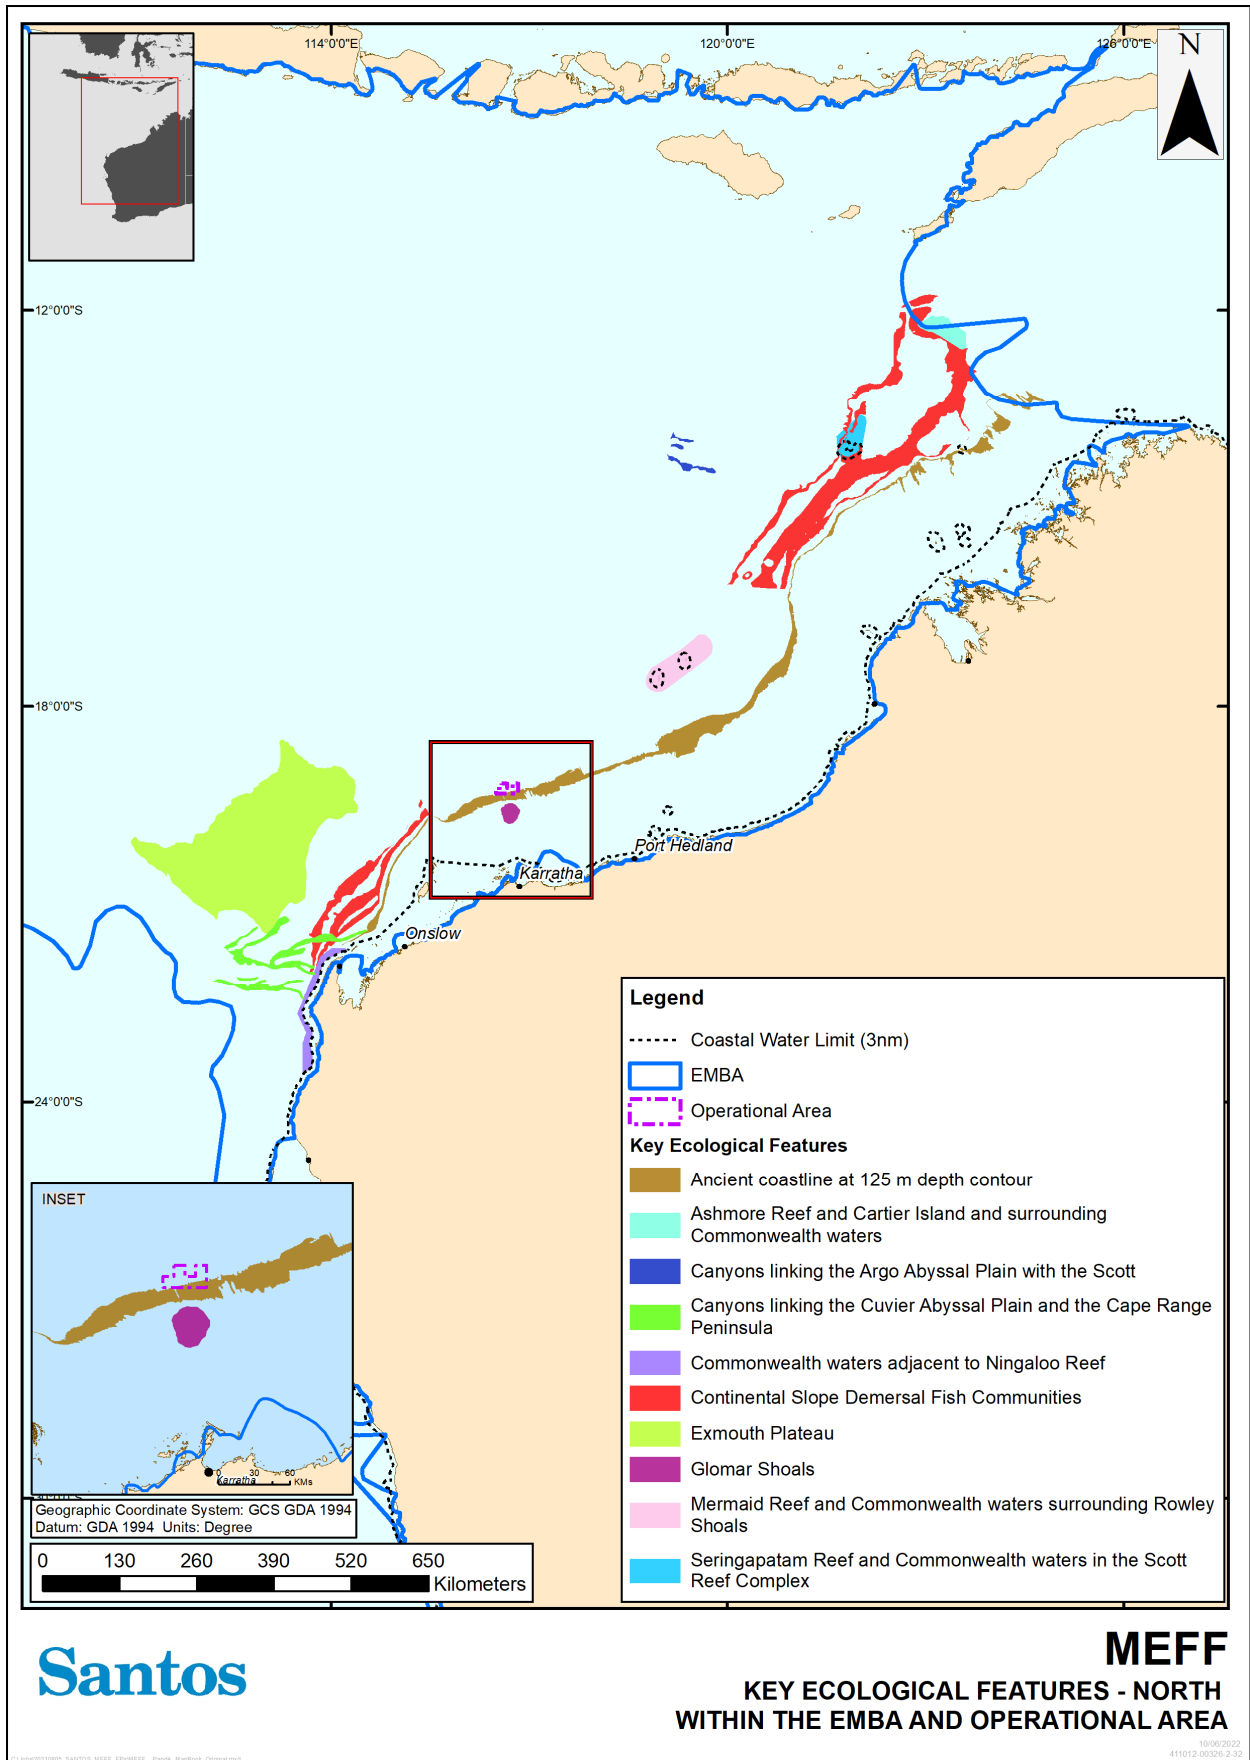 114°0'0"E
120°0'0"E
126°0'0"E
N
12°0'0"S
18°0'0"S
Port Hedland
Karratha
Onslow
24°0'0"S
INSET
Karratha
0 30 60
KMs
Geographic Coordinate System: GCS GDA 1994
Datum: GDA 1994 Units: Degree
0 130 260 390 520 650
Kilometers
Legend
Coastal Water Limit (3nm)
EMBA
Operational Area
Key Ecological Features
Ancient coastline at 125 m depth contour
Ashmore Reef and Cartier Island and surrounding
Commonwealth waters
Canyons linking the Argo Abyssal Plain with the Scott
Canyons linking the Cuvier Abyssal Plain and the Cape Range
Peninsula
Commonwealth waters adjacent to Ningaloo Reef
Continental Slope Demersal Fish Communities
Exmouth Plateau
Glomar Shoals
Mermaid Reef and Commonwealth waters surrounding Rowley
Shoals
Seringapatam Reef and Commonwealth waters in the Scott
Reef Complex
Santos
MEFF
KEY ECOLOGICAL FEATURES - NORTH
WITHIN THE EMBA AND OPERATIONAL AREA
10/06/2022
411012-00326-2-32